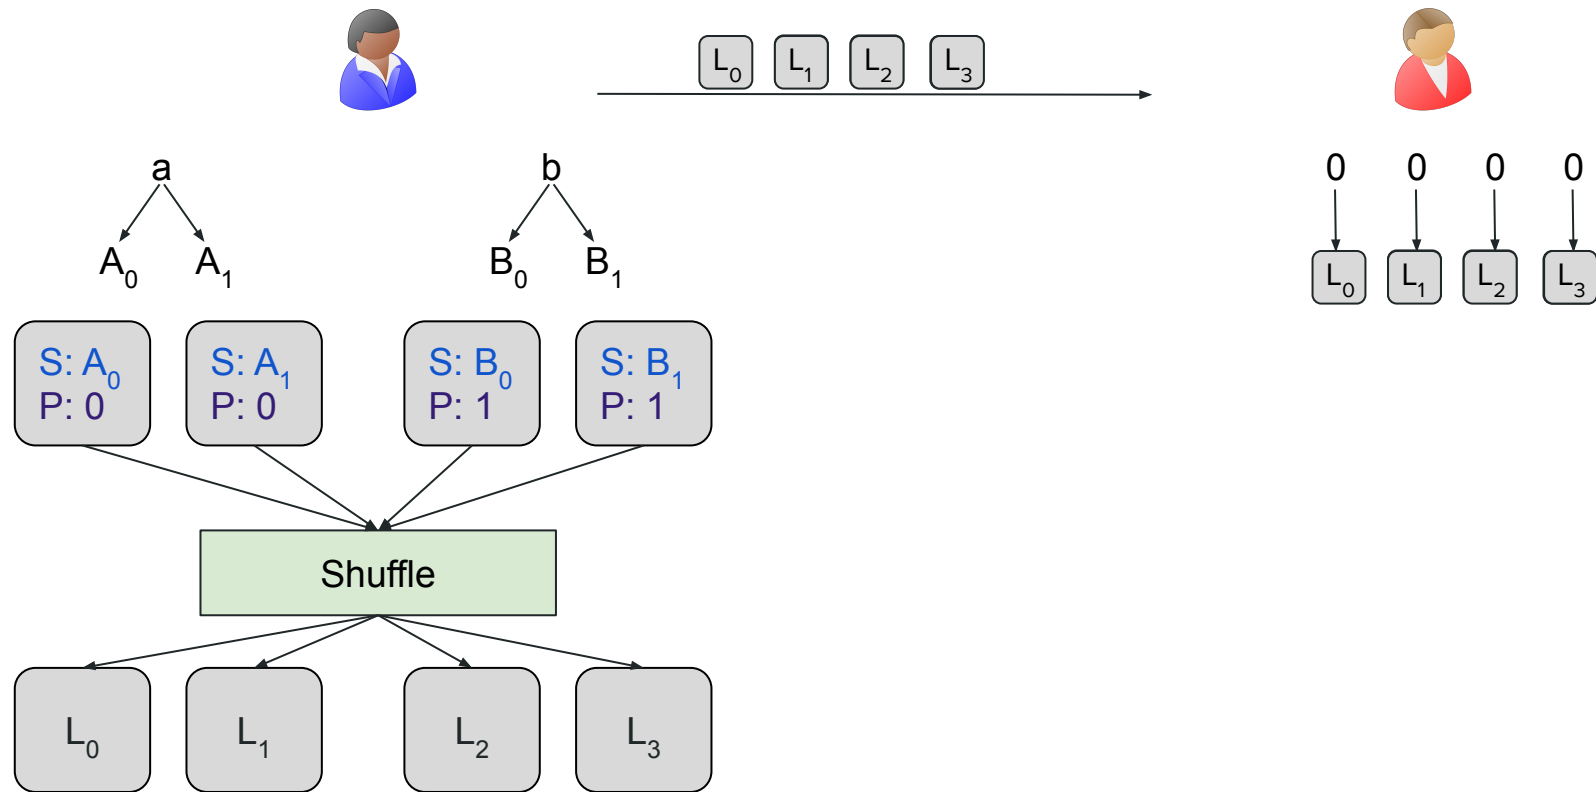 L₀ L₁ L₂ L₃
a b 0 0 0 0
A₀ A₁ B₀ B₁ L₀ L₁ L₂ L₃
S: A₀ S: A₁ S: B₀ S: B₁
P: 0 P: 0 P: 1 P: 1
Shuffle
L₀ L₁ L₂ L₃